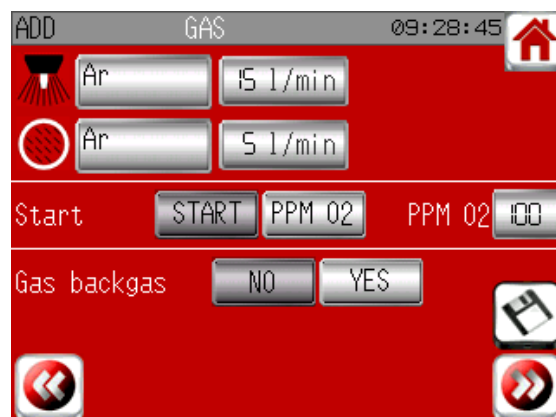 ADD GAS 09:28:45
Ar 15 l/min
Ar 5 l/min
Start START PPM O2 PPM O2 100
Gas backgas NO YES